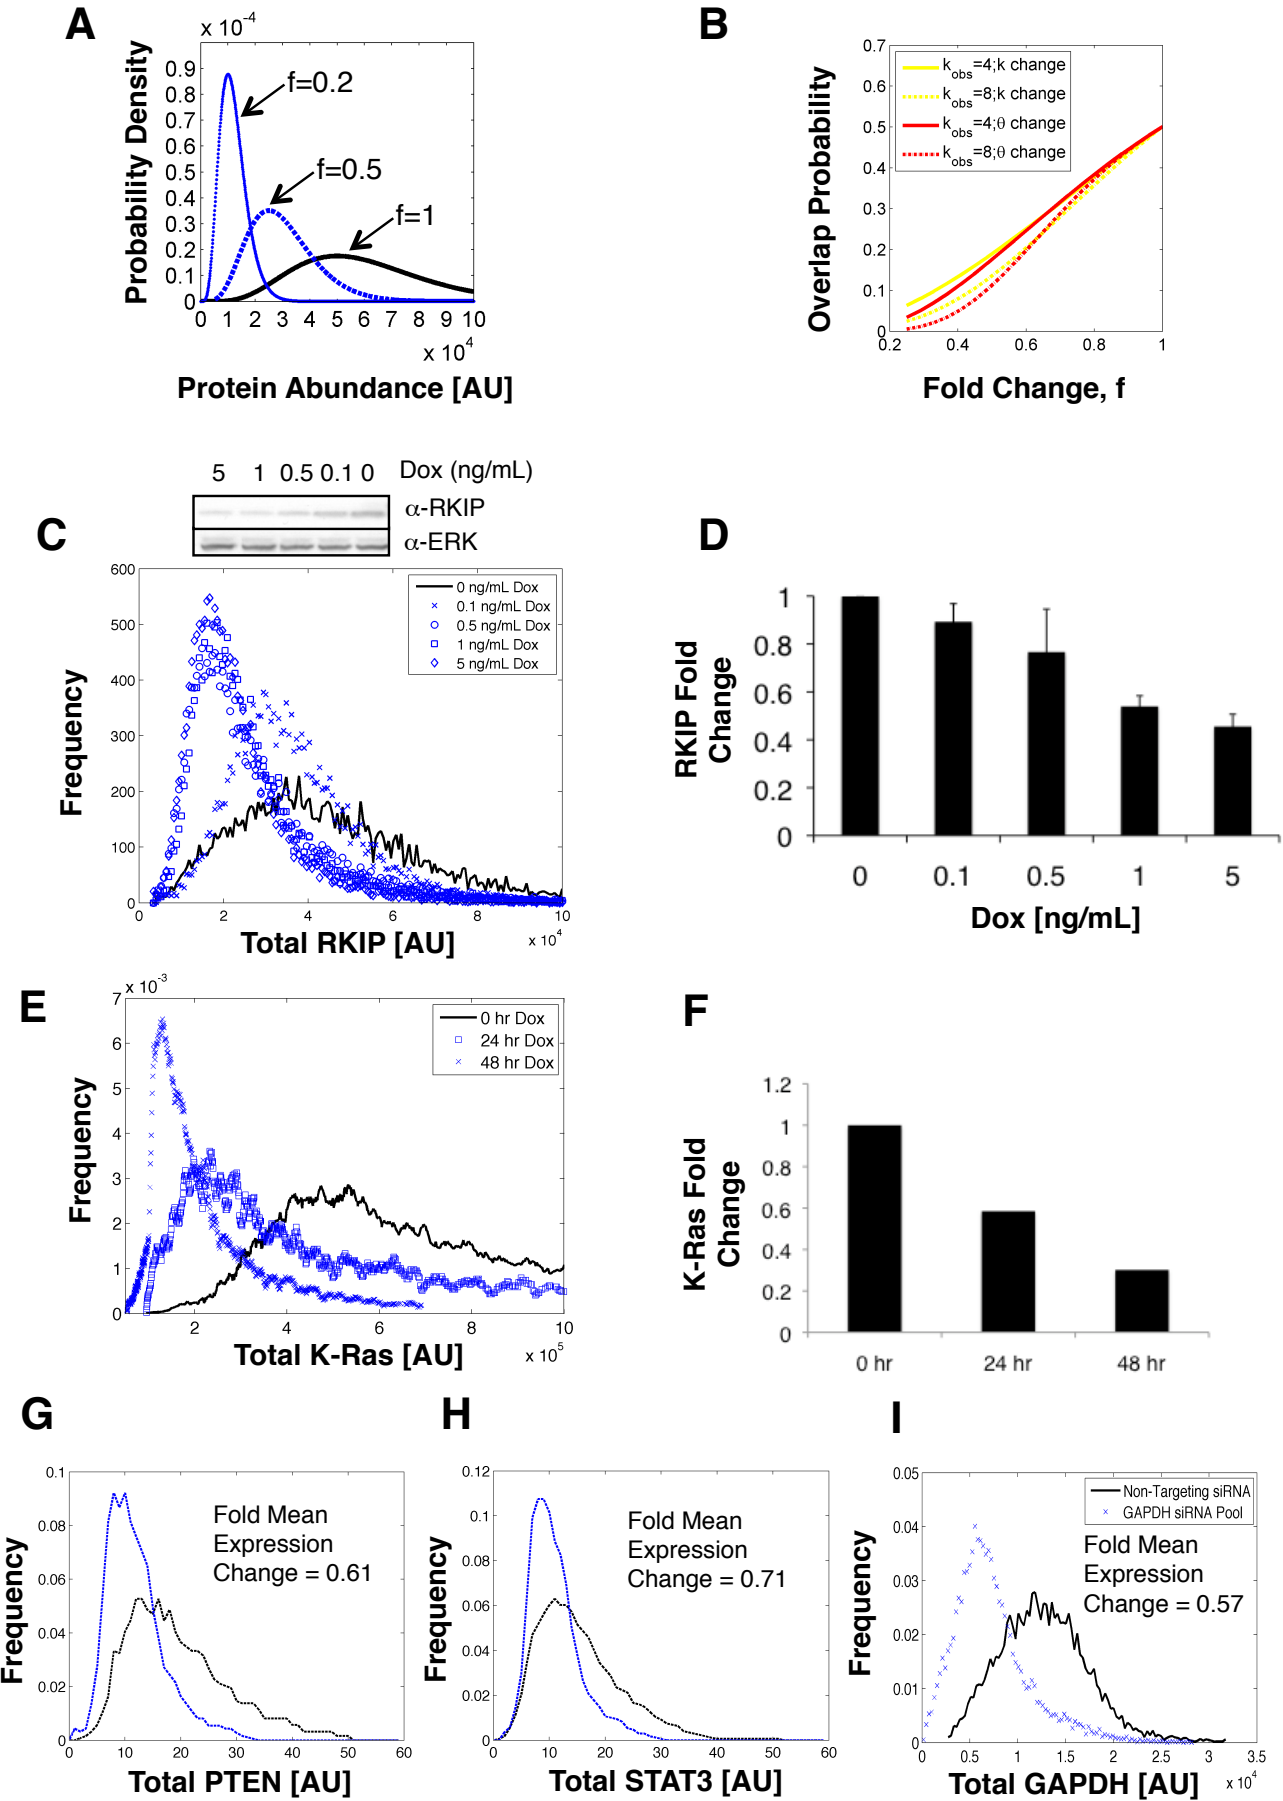 A
x 10⁻⁴
Probability Density
0.9
0.8
0.7
0.6
0.5
0.4
0.3
0.2
0.1
0
f=0.2
f=0.5
f=1
0 1 2 3 4 5 6 7 8 9 10
x 10⁴
Protein Abundance [AU]
B
Overlap Probability
0.7
0.6
0.5
0.4
0.3
0.2
0.1
0
k_obs=4;k change
k_obs=8;k change
k_obs=4;θ change
k_obs=8;θ change
0.2 0.4 0.6 0.8 1
Fold Change, f
5 1 0.5 0.1 0 Dox (ng/mL)
α-RKIP
α-ERK
C
Frequency
600
500
400
300
200
100
0
0 ng/mL Dox
0.1 ng/mL Dox
0.5 ng/mL Dox
1 ng/mL Dox
5 ng/mL Dox
0 2 4 6 8 10
x 10⁴
Total RKIP [AU]
D
RKIP Fold
Change
1
0.8
0.6
0.4
0.2
0
0 0.1 0.5 1 5
Dox [ng/mL]
E
x 10⁻³
Frequency
7
6
5
4
3
2
1
0
0 hr Dox
24 hr Dox
48 hr Dox
2 4 6 8 10
x 10⁵
Total K-Ras [AU]
F
K-Ras Fold
Change
1.2
1
0.8
0.6
0.4
0.2
0
0 hr 24 hr 48 hr
G
Frequency
0.1
0.08
0.06
0.04
0.02
0
Fold Mean
Expression
Change = 0.61
0 10 20 30 40 50 60
Total PTEN [AU]
H
Frequency
0.12
0.1
0.08
0.06
0.04
0.02
0
Fold Mean
Expression
Change = 0.71
0 10 20 30 40 50 60
Total STAT3 [AU]
I
Frequency
0.05
0.04
0.03
0.02
0.01
0
Non-Targeting siRNA
GAPDH siRNA Pool
Fold Mean
Expression
Change = 0.57
0 0.5 1 1.5 2 2.5 3 3.5
x 10⁴
Total GAPDH [AU]